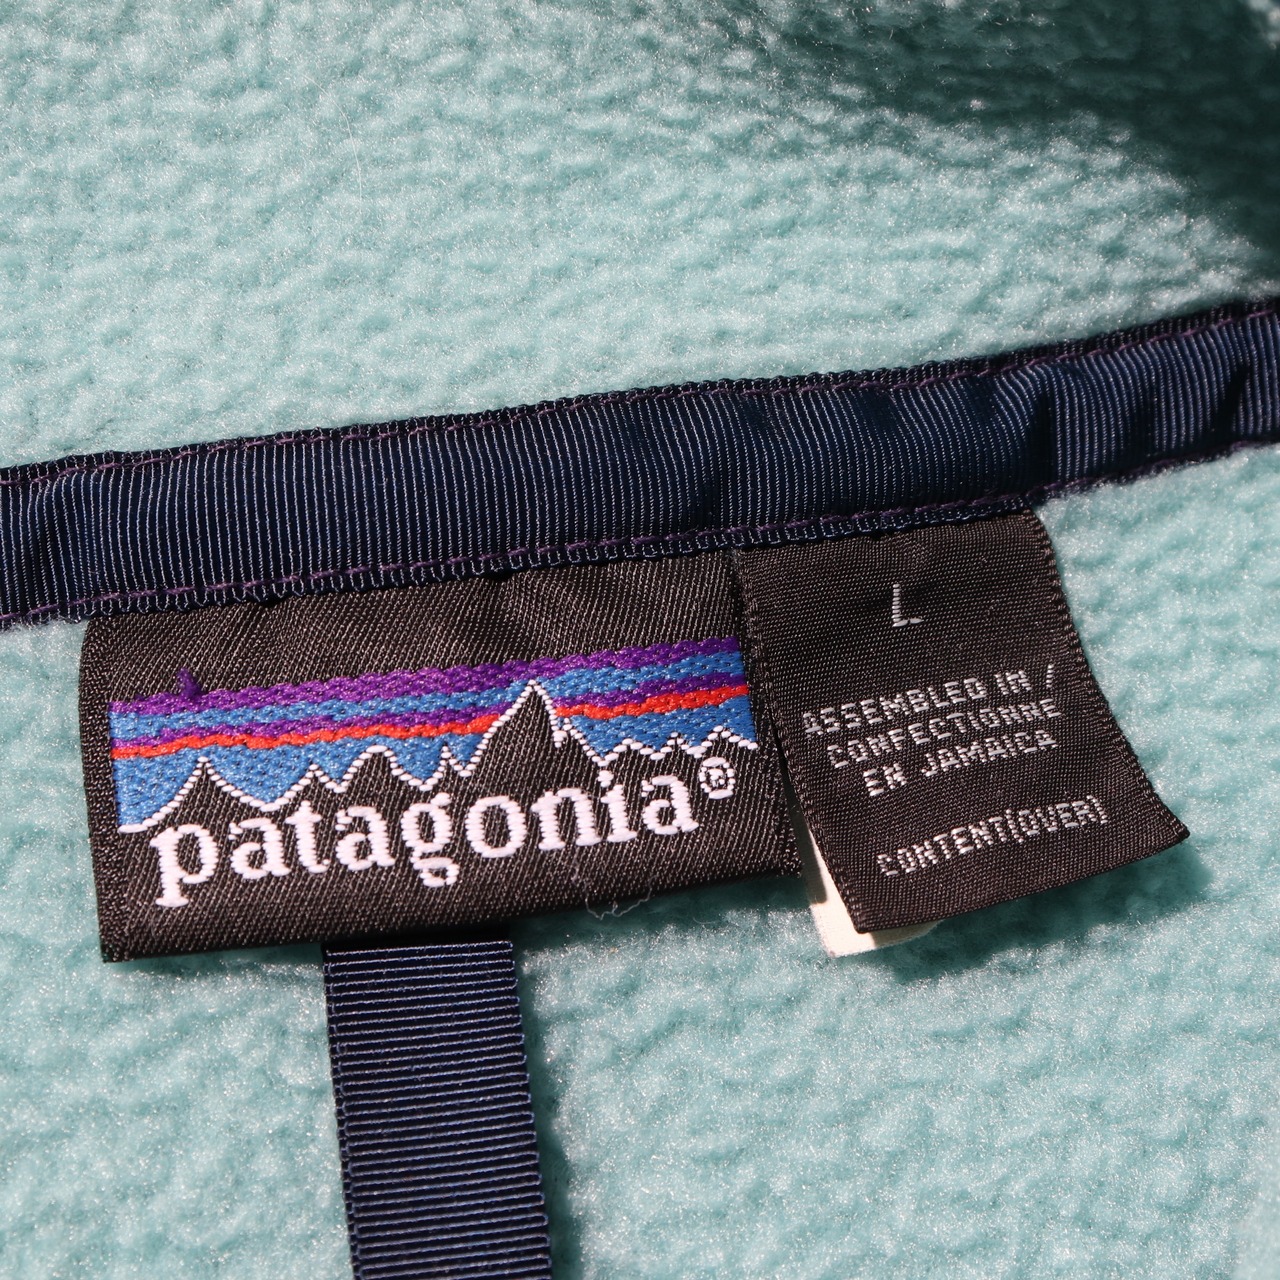 patagonia®
L
ASSEMBLED IN /
CONFECTIONNE
EN JAMAICA
CONTENT(OVER)